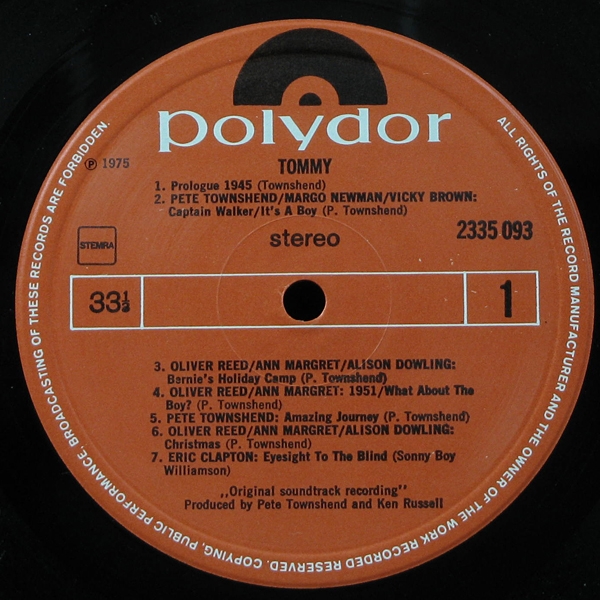 polydor
TOMMY
Ⓟ 1975
1. Prologue 1945 (Townshend)
2. PETE TOWNSHEND/MARGO NEWMAN/VICKY BROWN:
Captain Walker/It's A Boy (P. Townshend)
stereo
2335 093
STEMRA
33⅓
1
3. OLIVER REED/ANN MARGRET/ALISON DOWLING:
Bernie's Holiday Camp (P. Townshend)
4. OLIVER REED/ANN MARGRET: 1951/What About The
Boy? (P. Townshend)
5. PETE TOWNSHEND: Amazing Journey (P. Townshend)
6. OLIVER REED/ANN MARGRET/ALISON DOWLING:
Christmas (P. Townshend)
7. ERIC CLAPTON: Eyesight To The Blind (Sonny Boy
Williamson)
,,Original soundtrack recording"
Produced by Pete Townshend and Ken Russell
ALL RIGHTS OF THE RECORD MANUFACTURER AND THE OWNER OF THE WORK RECORDED RESERVED. COPYING, PUBLIC PERFORMANCE, BROADCASTING OF THESE RECORDS ARE FORBIDDEN.